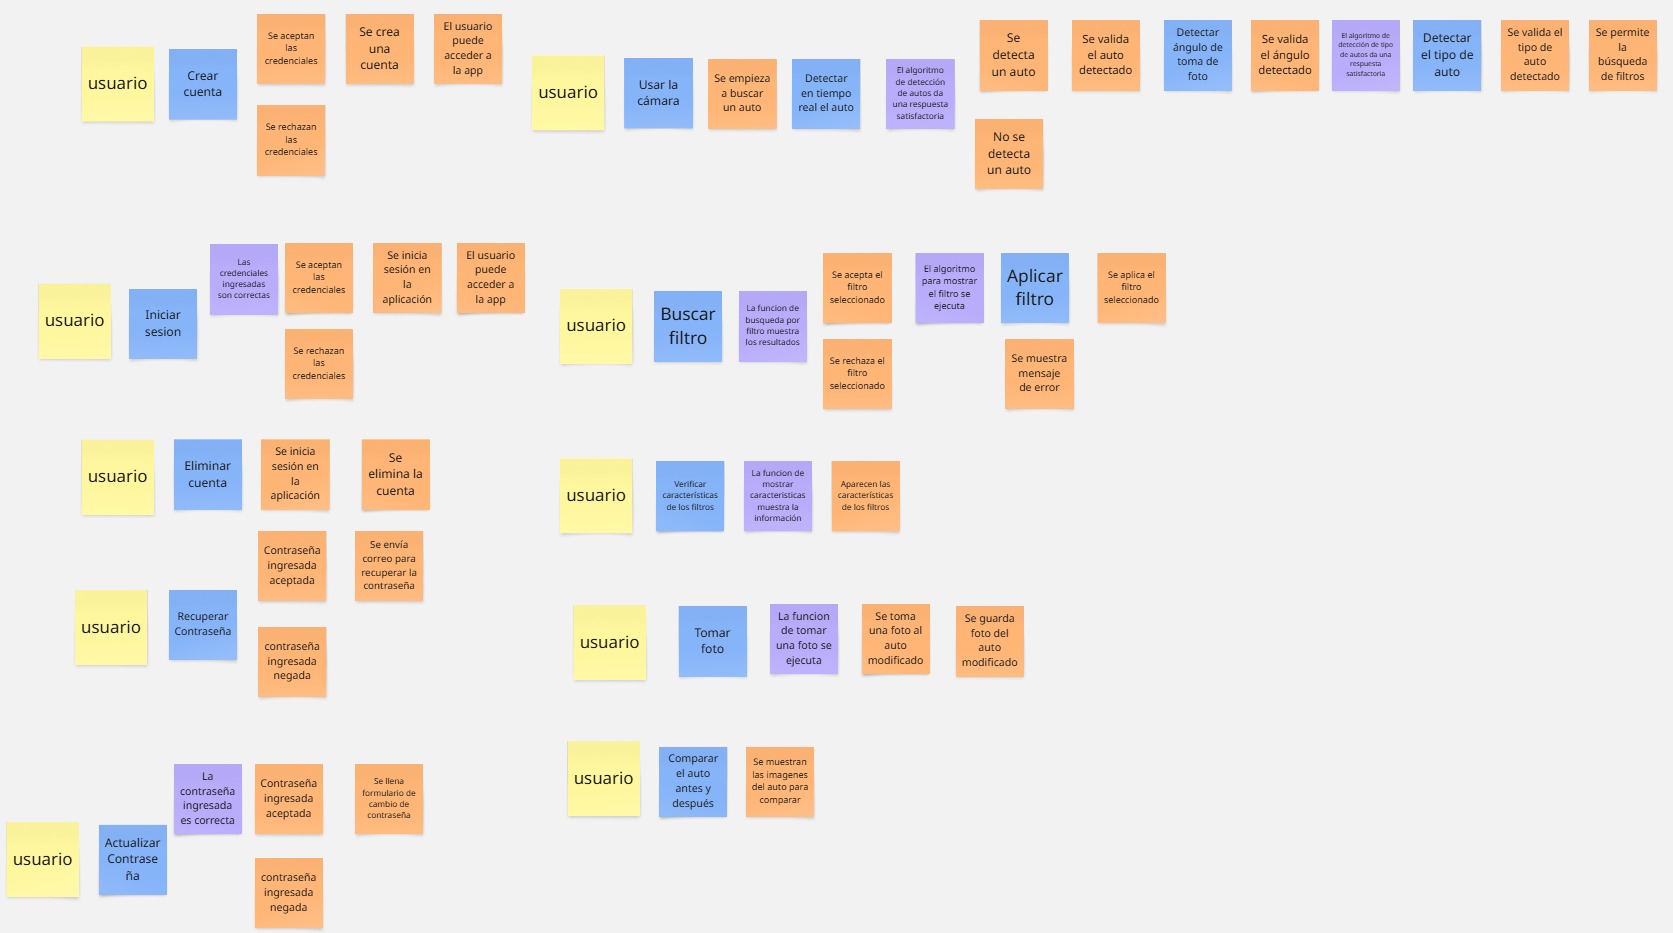 usuario
Crear
cuenta
Se aceptan
las
credenciales
Se crea
una
cuenta
El usuario
puede
acceder a
la app
Se rechazan
las
credenciales
usuario
Usar la
cámara
Se empieza
a buscar
un auto
Detectar
en tiempo
real el auto
El algoritmo
de detección
de autos da
una respuesta
satisfactoria
Se
detecta
un auto
Se valida
el auto
detectado
Detectar
ángulo de
toma de
foto
Se valida
el ángulo
detectado
El algoritmo de
detección de tipo
de autos da una
respuesta
satisfactoria
Detectar
el tipo de
auto
Se valida el
tipo de
auto
detectado
Se permite
la
búsqueda
de filtros
No se
detecta
un auto
usuario
Iniciar
sesion
Las
credenciales
ingresadas
son correctas
Se aceptan
las
credenciales
Se inicia
sesión en
la
aplicación
El usuario
puede
acceder a
la app
Se rechazan
las
credenciales
usuario
Buscar
filtro
La funcion de
busqueda por
filtro muestra
los resultados
Se acepta el
filtro
seleccionado
El algoritmo
para mostrar
el filtro se
ejecuta
Aplicar
filtro
Se aplica el
filtro
seleccionado
Se rechaza el
filtro
seleccionado
Se muestra
mensaje
de error
usuario
Eliminar
cuenta
Se inicia
sesión en
la
aplicación
Se
elimina la
cuenta
usuario
Verificar
características
de los filtros
La funcion de
mostrar
caracteristicas
muestra la
información
Aparecen las
características
de los filtros
usuario
Recuperar
Contraseña
Contraseña
ingresada
aceptada
Se envía
correo para
recuperar la
contraseña
contraseña
ingresada
negada
usuario
Tomar
foto
La funcion
de tomar
una foto se
ejecuta
Se toma
una foto al
auto
modificado
Se guarda
foto del
auto
modificado
usuario
Actualizar
Contrase
ña
La
contraseña
ingresada
es correcta
Contraseña
ingresada
aceptada
Se llena
formulario de
cambio de
contraseña
contraseña
ingresada
negada
usuario
Comparar
el auto
antes y
después
Se muestran
las imagenes
del auto para
comparar